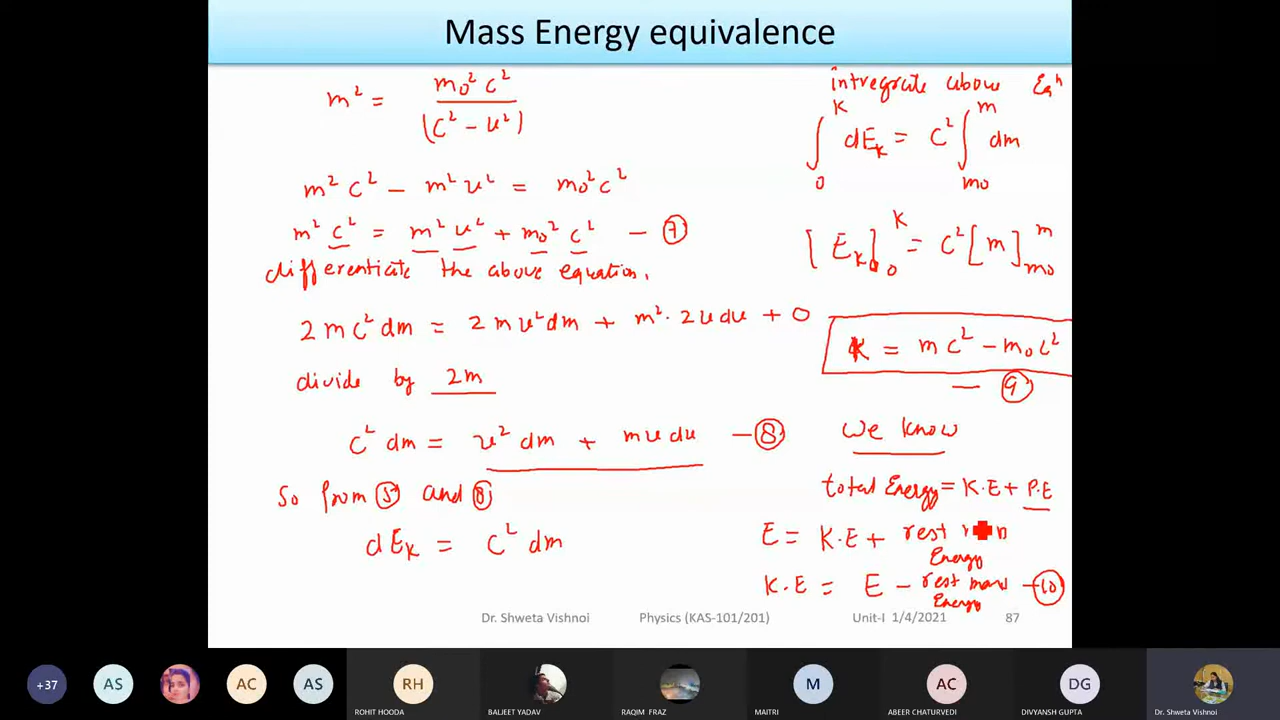 Mass Energy equivalence
m² = m₀²c² / (c² − u²)
m²c² − m²u² = m₀²c²
m²c² = m²u² + m₀²c² — ⑦
differentiate the above equation.
2mc²dm = 2mu²dm + m²·2udu + 0
divide by 2m
c²dm = u²dm + mudu — ⑧
So from ⑤ and ⑧
dEₖ = c²dm
intregrate above Eqⁿ
∫₀ᴷ dEₖ = c² ∫ₘ₀ᵐ dm
[Eₖ]₀ᴷ = c²[m]ₘ₀ᵐ
K = mc² − m₀c²
— ⑨
we know
total Energy = K.E + P.E
E = K.E + rest
Energy
K.E = E − rest mass — ⑩
Energy
Dr. Shweta Vishnoi Physics (KAS-101/201) Unit-I 1/4/2021 87
+37 AS AC AS RH M AC DG
ROHIT HOODA BALJEET YADAV RAQIM FRAZ MAITRI ABEER CHATURVEDI DIVYANSH GUPTA Dr. Shweta Vishnoi